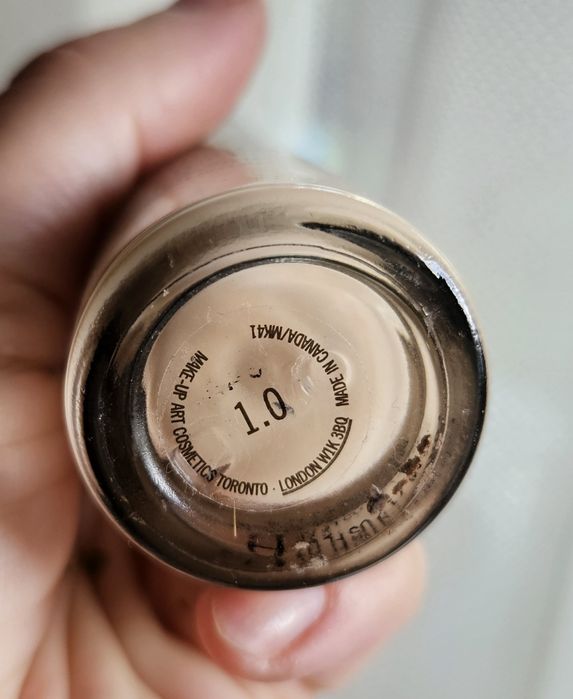 MAKE-UP ART COSMETICS TORONTO · LONDON W1K 3BQ MADE IN CANADA/MK41
1.0